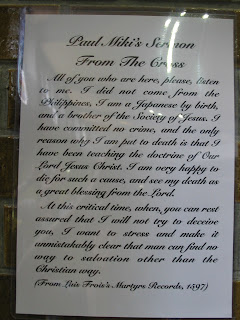 Paul Miki's Sermon
From The Cross
All of you who are here, please, listen
to me. I did not come from the
Philippines, I am a Japanese by birth,
and a brother of the Society of Jesus. I
have committed no crime, and the only
reason why I am put to death is that I
have been teaching the doctrine of Our
Lord Jesus Christ. I am very happy to
die for such a cause, and see my death as
a great blessing from the Lord.
At this critical time, when, you can rest
assured that I will not try to deceive
you, I want to stress and make it
unmistakably clear that man can find no
way to salvation other than the
Christian way.
(From Luis Frois's Martyrs Records, 1597)